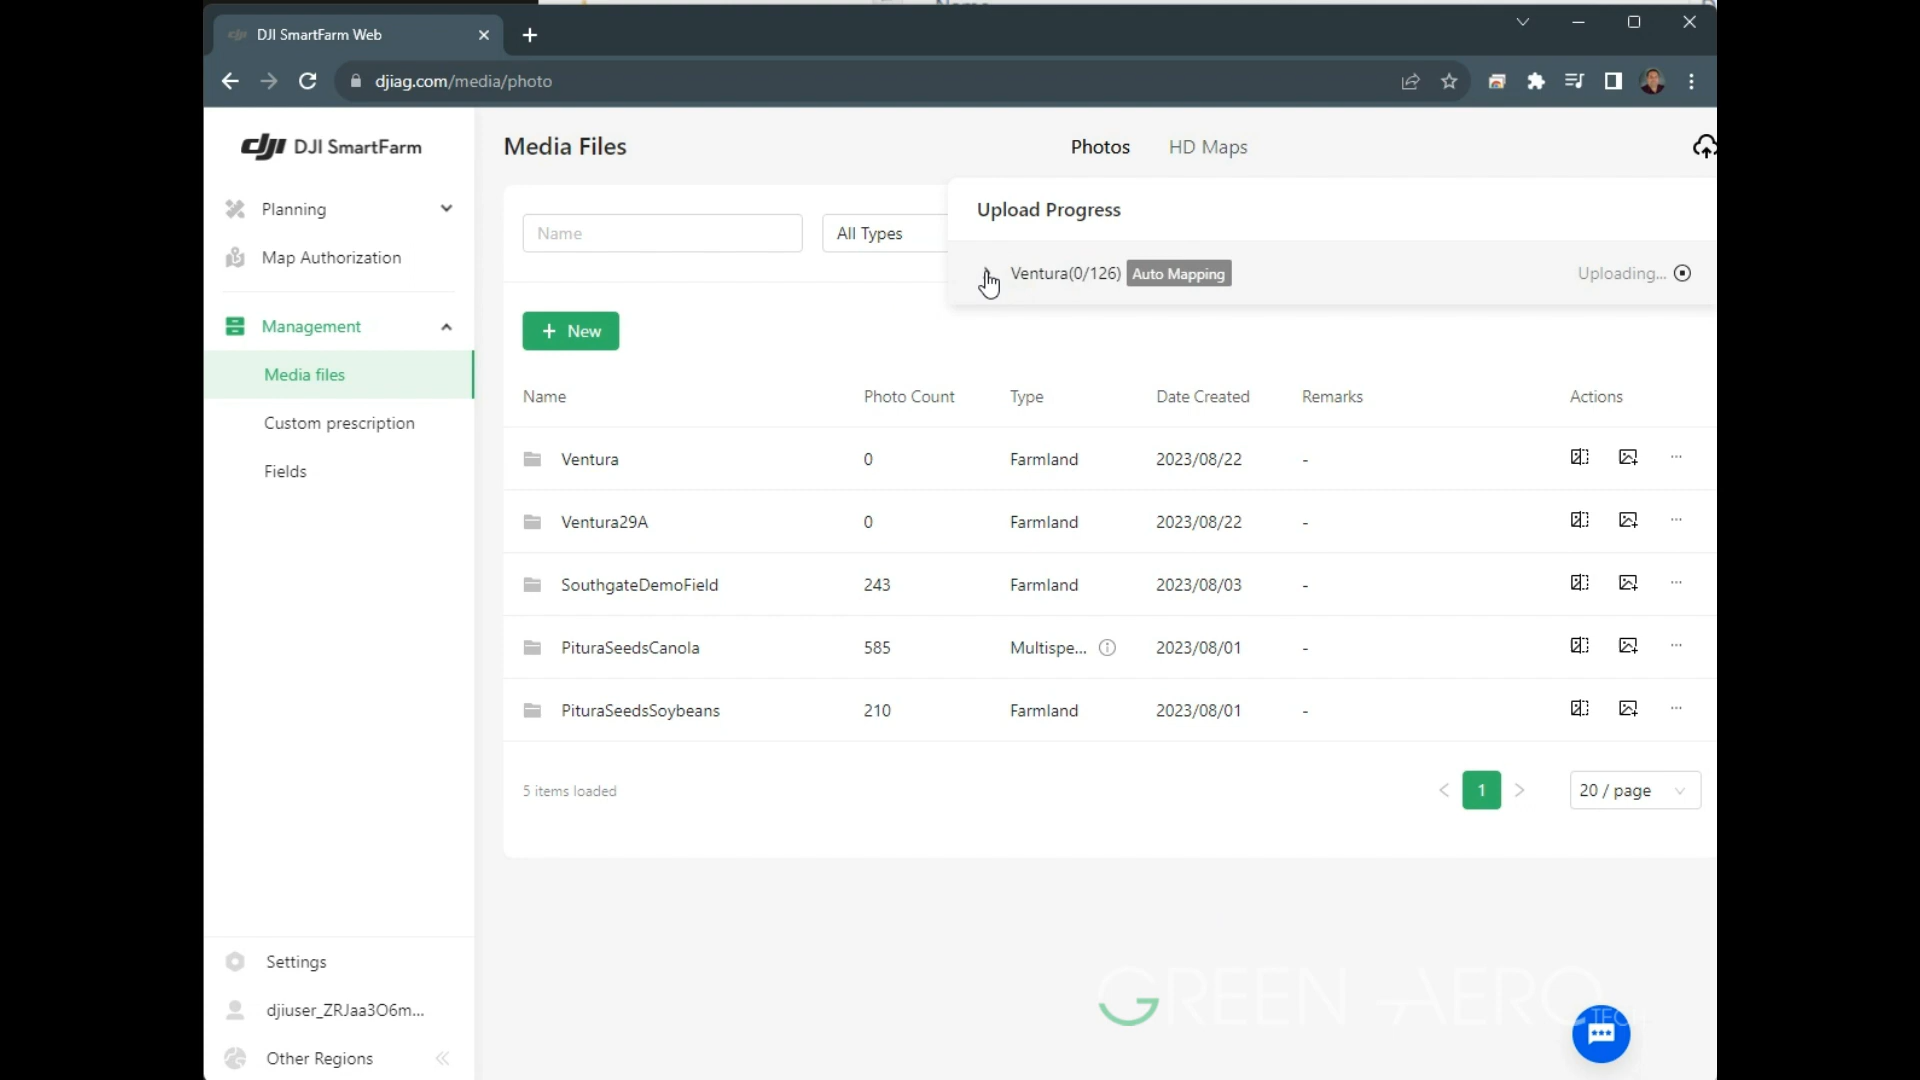 DJI SmartFarm Web
djiag.com/media/photo
DJI SmartFarm
Planning
Map Authorization
Management
Media files
Custom prescription
Fields
Settings
djiuser_ZRJaa3O6m...
Other Regions
Media Files
Photos
HD Maps
Name
All Types
Upload Progress
Ventura(0/126) Auto Mapping Uploading...
+ New
Name Photo Count Type Date Created Remarks Actions
Ventura 0 Farmland 2023/08/22 -
Ventura29A 0 Farmland 2023/08/22 -
SouthgateDemoField 243 Farmland 2023/08/03 -
PituraSeedsCanola 585 Multispe... 2023/08/01 -
PituraSeedsSoybeans 210 Farmland 2023/08/01 -
5 items loaded
< 1 > 20 / page
GREEN AERO
TECH